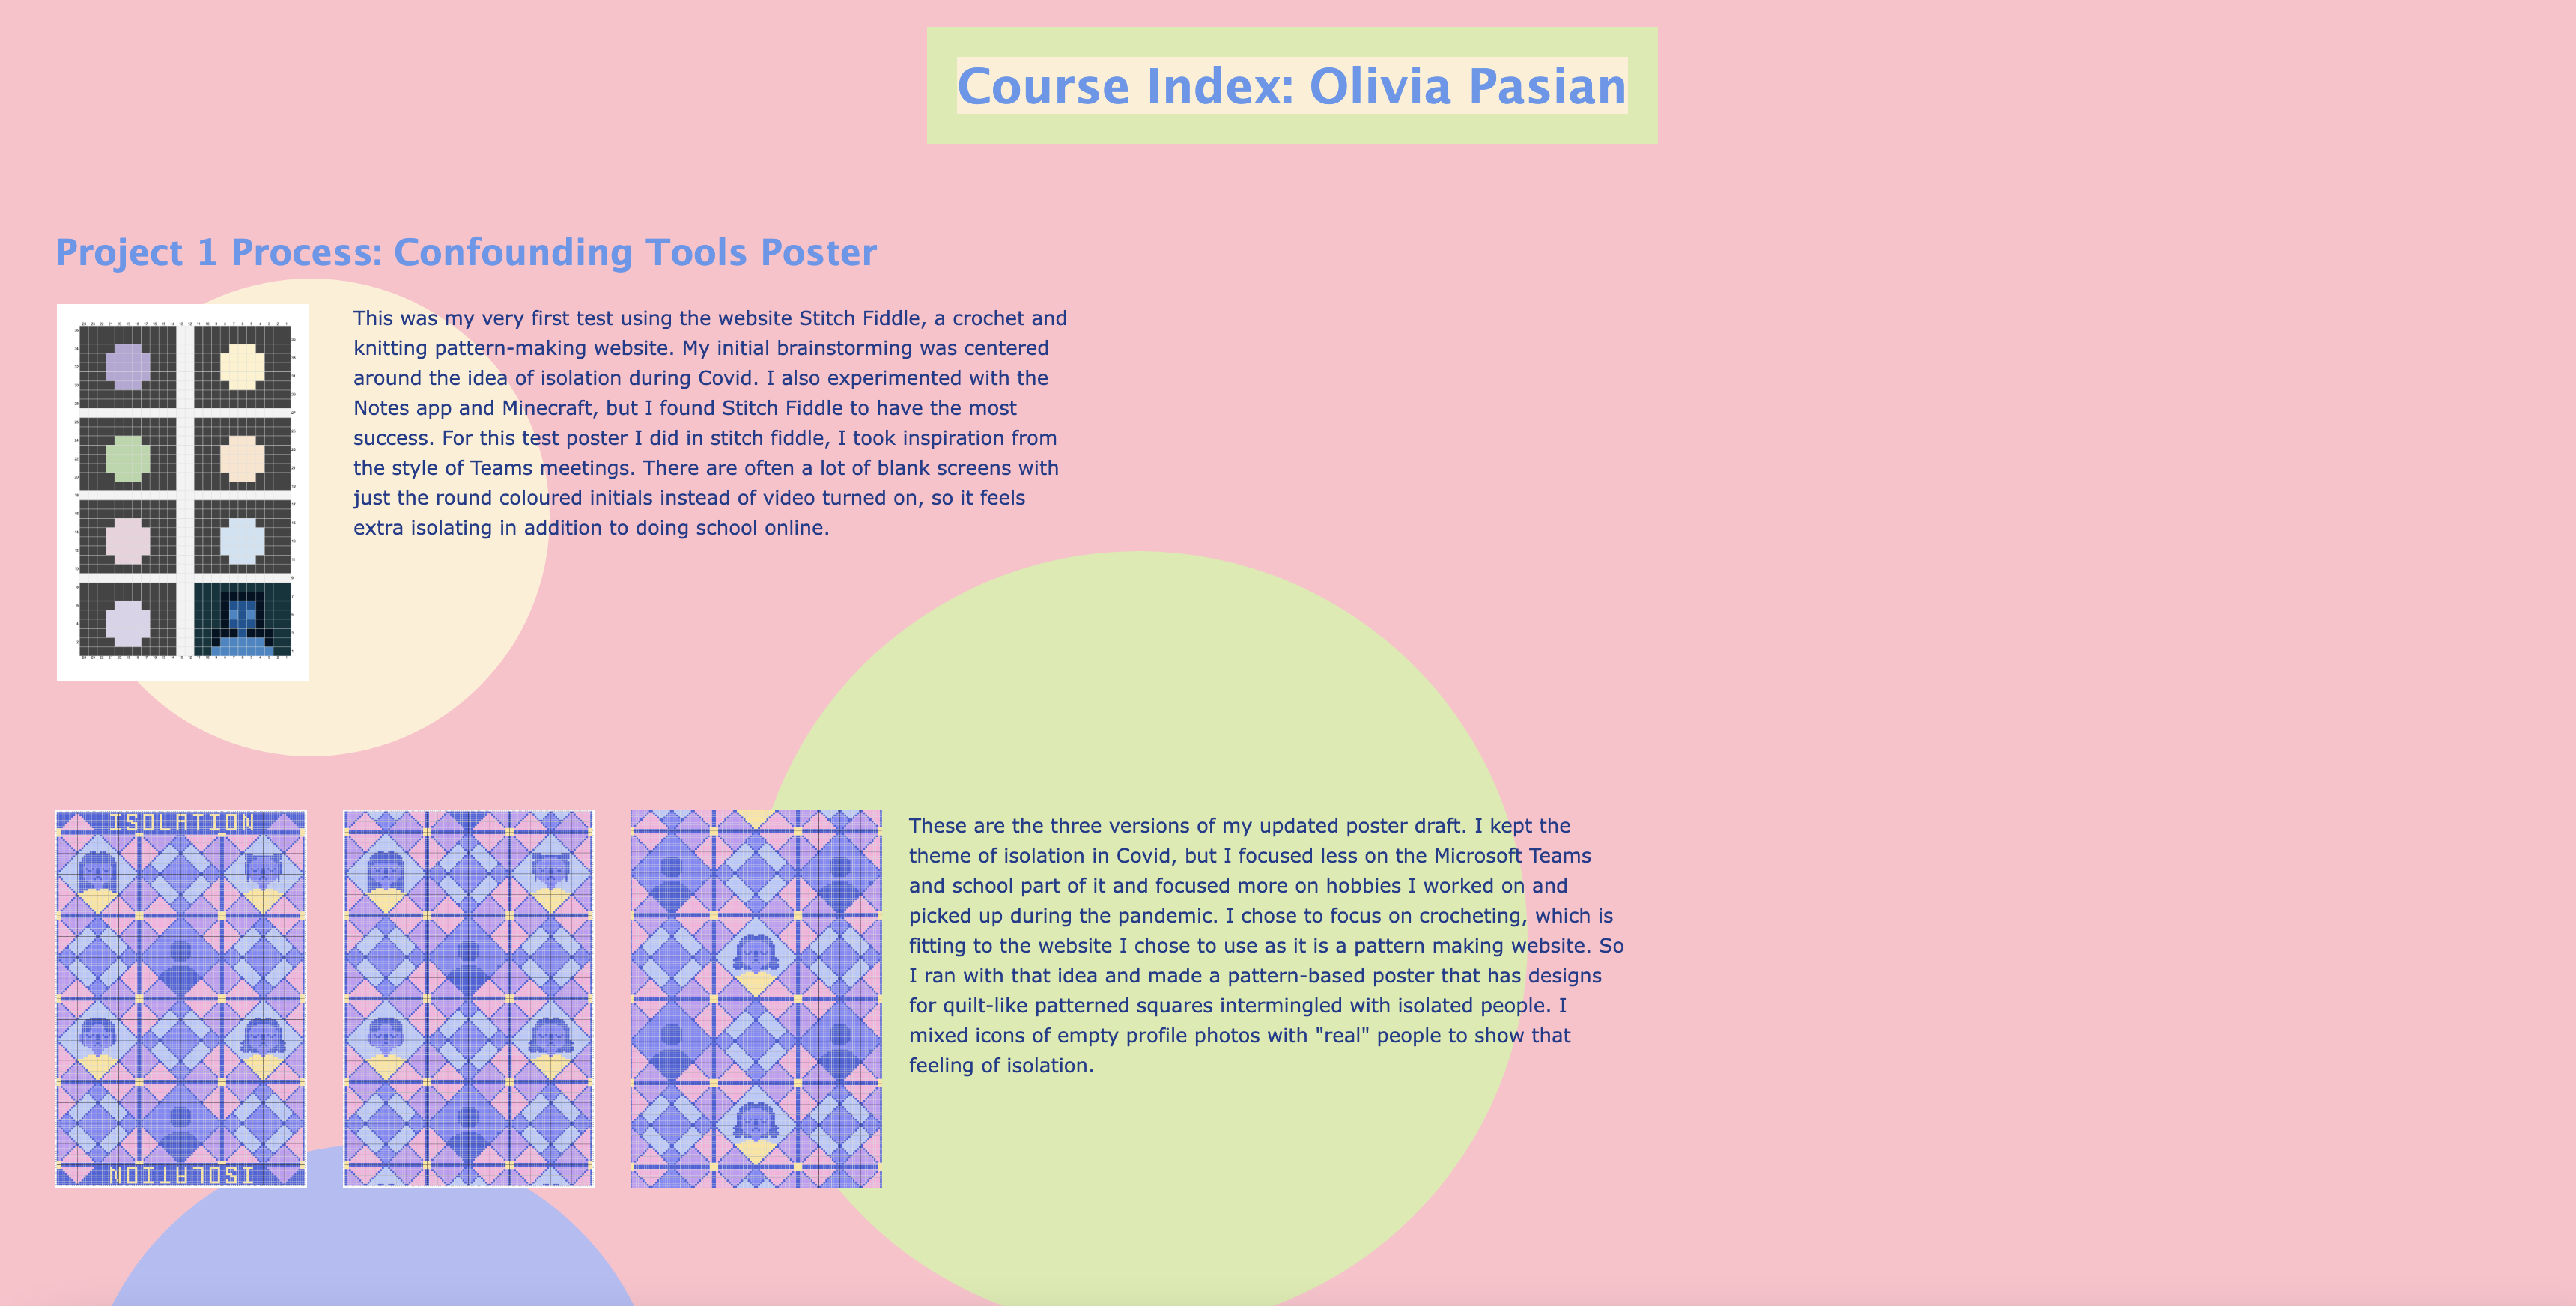 Course Index: Olivia Pasian
Project 1 Process: Confounding Tools Poster
This was my very first test using the website Stitch Fiddle, a crochet and
knitting pattern-making website. My initial brainstorming was centered
around the idea of isolation during Covid. I also experimented with the
Notes app and Minecraft, but I found Stitch Fiddle to have the most
success. For this test poster I did in stitch fiddle, I took inspiration from
the style of Teams meetings. There are often a lot of blank screens with
just the round coloured initials instead of video turned on, so it feels
extra isolating in addition to doing school online.
ISOLATION
ISOLATION
These are the three versions of my updated poster draft. I kept the
theme of isolation in Covid, but I focused less on the Microsoft Teams
and school part of it and focused more on hobbies I worked on and
picked up during the pandemic. I chose to focus on crocheting, which is
fitting to the website I chose to use as it is a pattern making website. So
I ran with that idea and made a pattern-based poster that has designs
for quilt-like patterned squares intermingled with isolated people. I
mixed icons of empty profile photos with "real" people to show that
feeling of isolation.